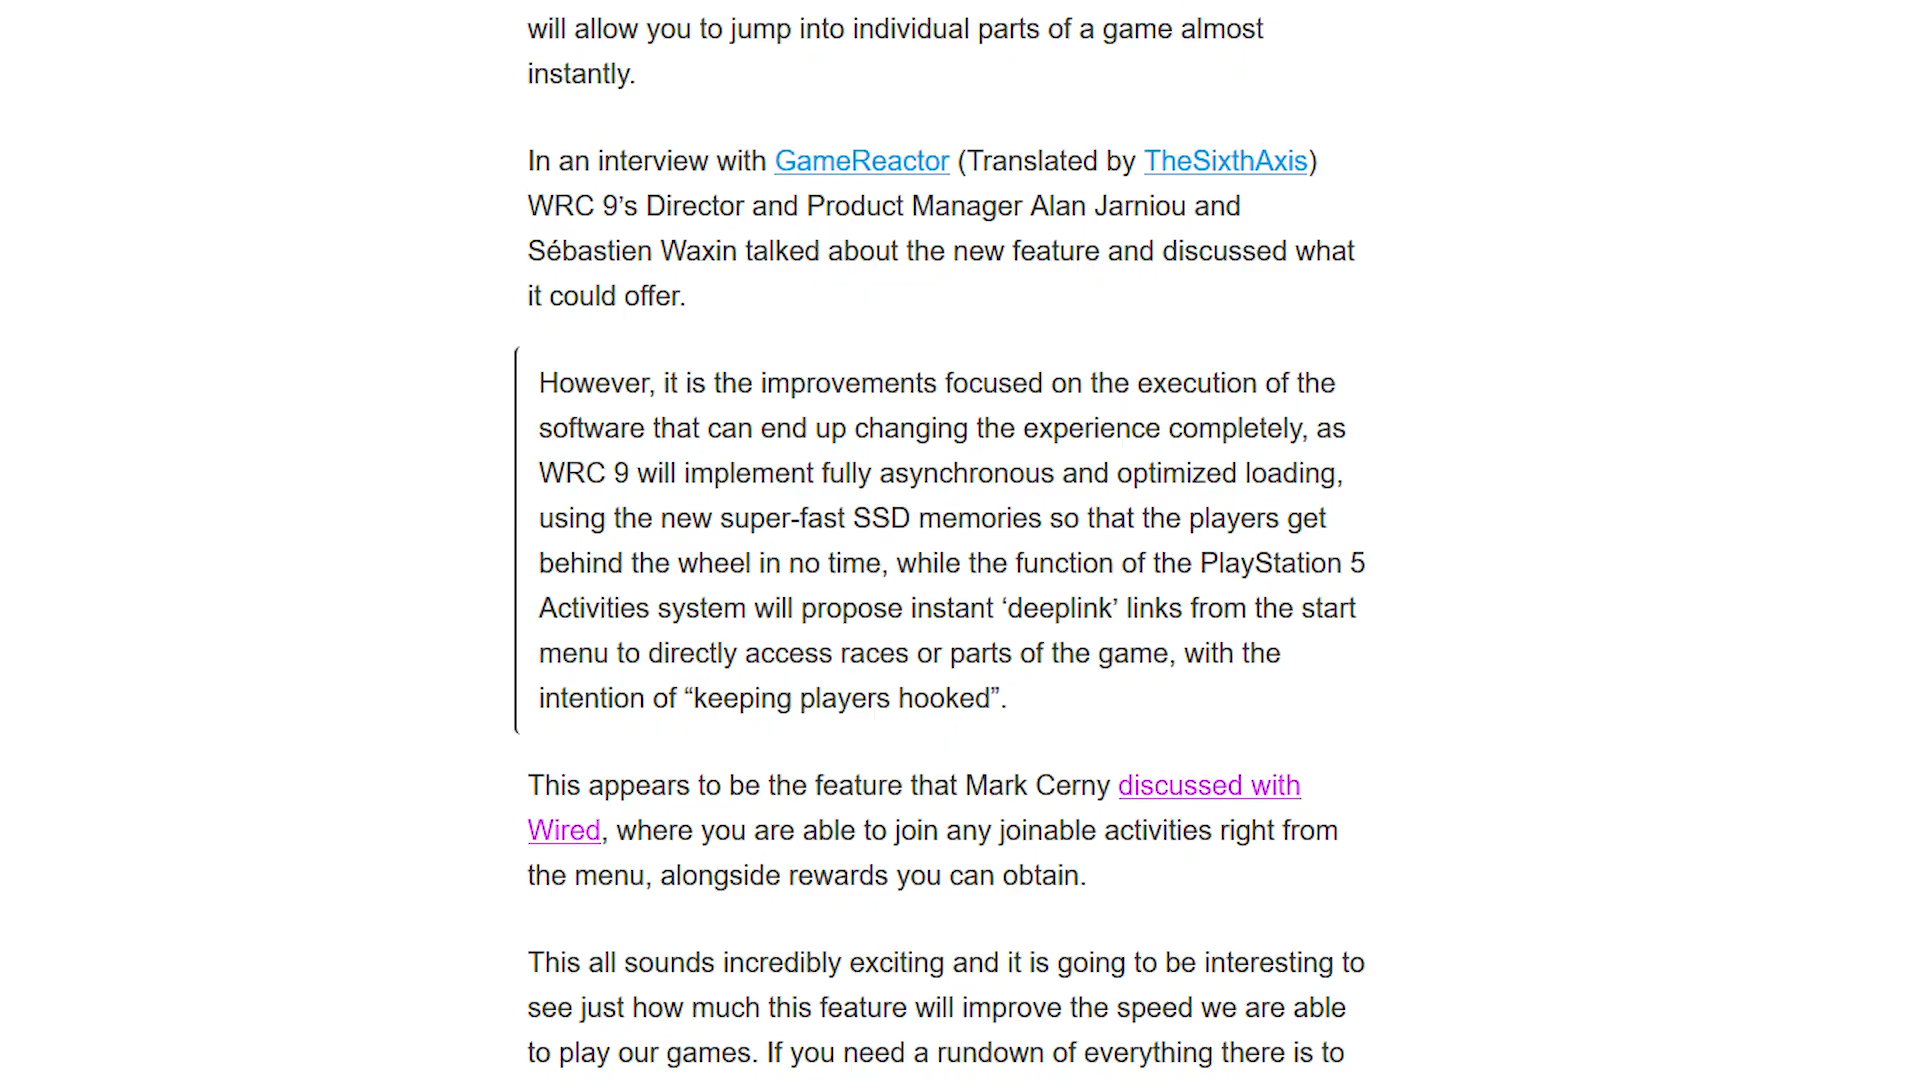 will allow you to jump into individual parts of a game almost
instantly.
In an interview with GameReactor (Translated by TheSixthAxis)
WRC 9’s Director and Product Manager Alan Jarniou and
Sébastien Waxin talked about the new feature and discussed what
it could offer.
However, it is the improvements focused on the execution of the
software that can end up changing the experience completely, as
WRC 9 will implement fully asynchronous and optimized loading,
using the new super-fast SSD memories so that the players get
behind the wheel in no time, while the function of the PlayStation 5
Activities system will propose instant ‘deeplink’ links from the start
menu to directly access races or parts of the game, with the
intention of “keeping players hooked”.
This appears to be the feature that Mark Cerny discussed with
Wired, where you are able to join any joinable activities right from
the menu, alongside rewards you can obtain.
This all sounds incredibly exciting and it is going to be interesting to
see just how much this feature will improve the speed we are able
to play our games. If you need a rundown of everything there is to